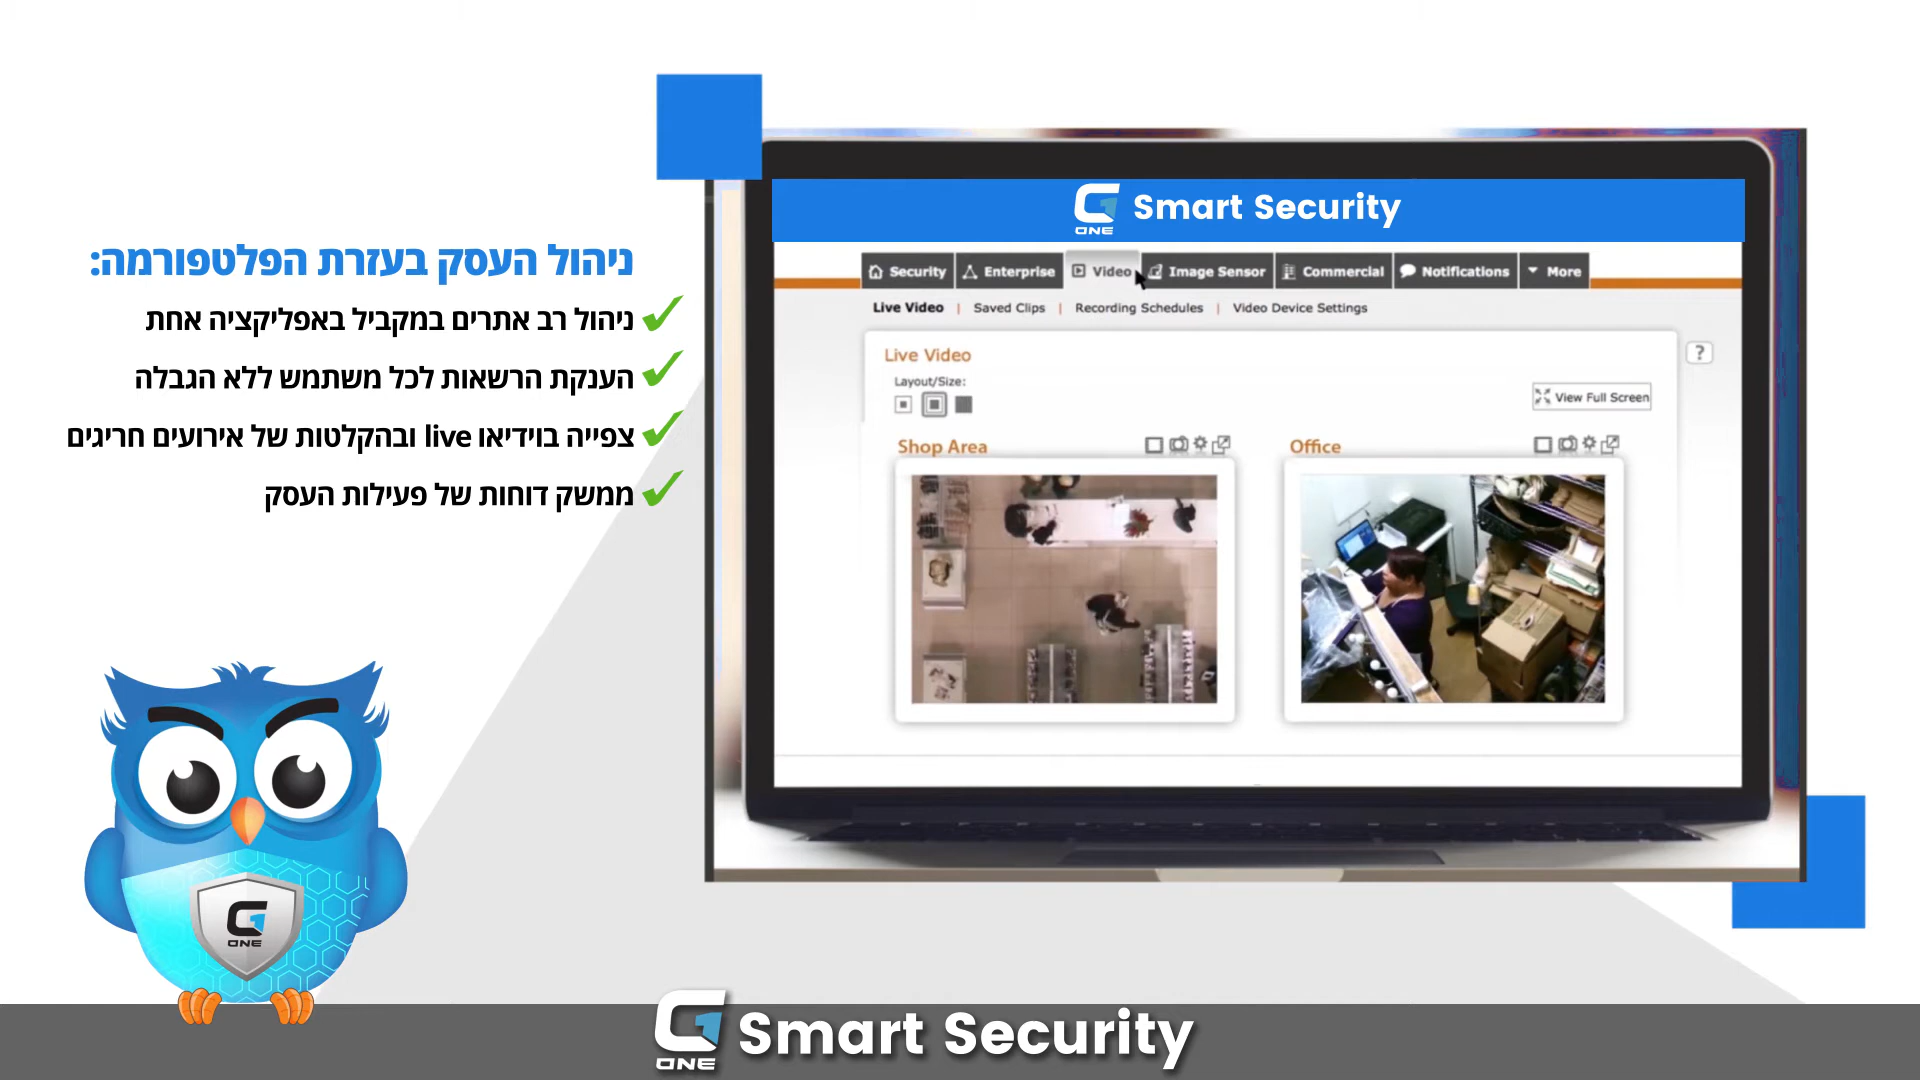 ניהול העסק בעזרת הפלטפורמה:
ניהול רב אתרים במקביל באפליקציה אחת
הענקת הרשאות לכל משתמש ללא הגבלה
צפייה בוידיאו live ובהקלטות של אירועים חריגים
ממשק דוחות של פעילות העסק
G1 ONE Smart Security
Security Enterprise Video Image Sensor Commercial Notifications More
Live Video | Saved Clips | Recording Schedules | Video Device Settings
Live Video
?
Layout/Size:
View Full Screen
Shop Area
Office
G1 ONE
G1 ONE Smart Security